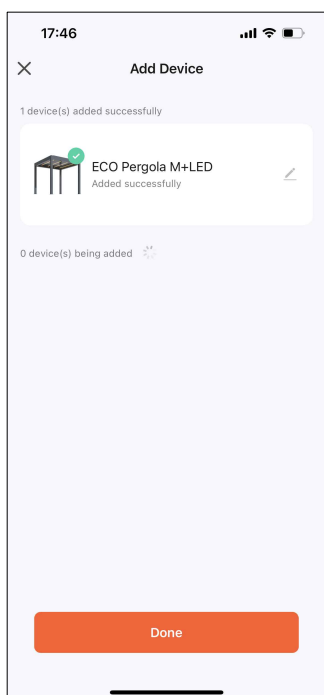 17:46
Add Device
1 device(s) added successfully
ECO Pergola M+LED
Added successfully
0 device(s) being added
Done